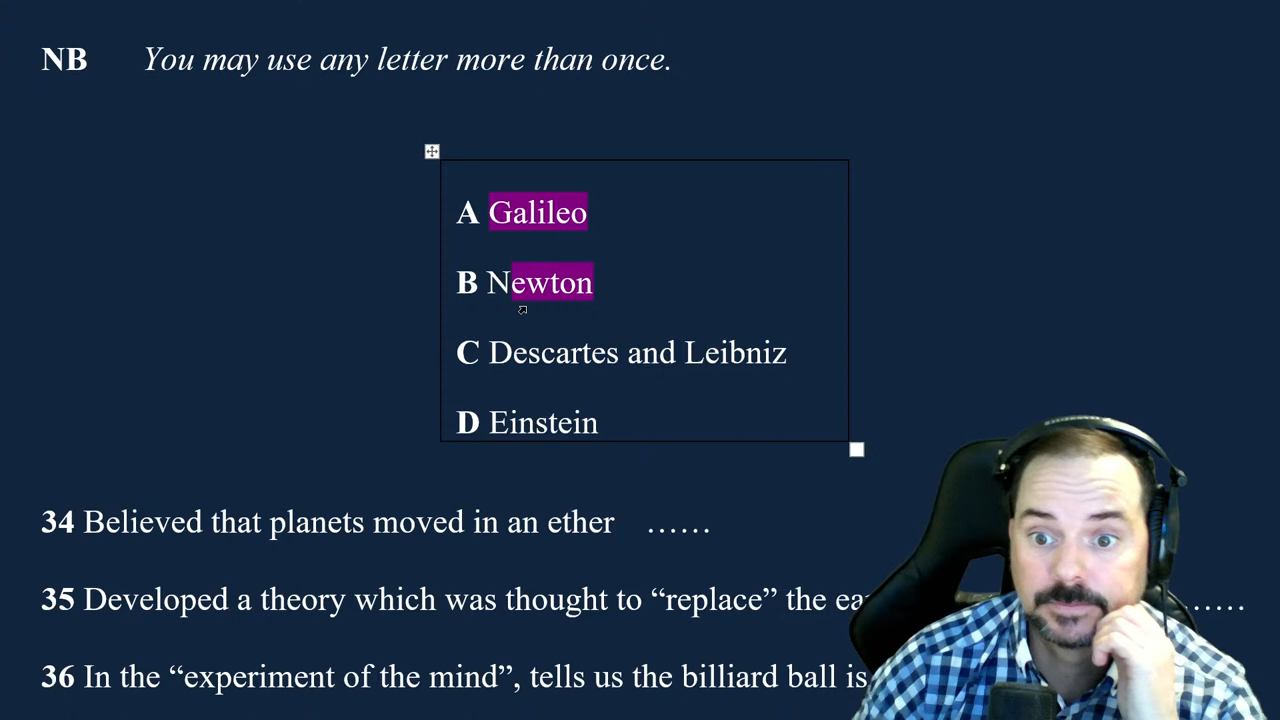 NB You may use any letter more than once.
A Galileo
B Newton
C Descartes and Leibniz
D Einstein
34 Believed that planets moved in an ether ……
35 Developed a theory which was thought to “replace” the ……
36 In the “experiment of the mind”, tells us the billiard ball is